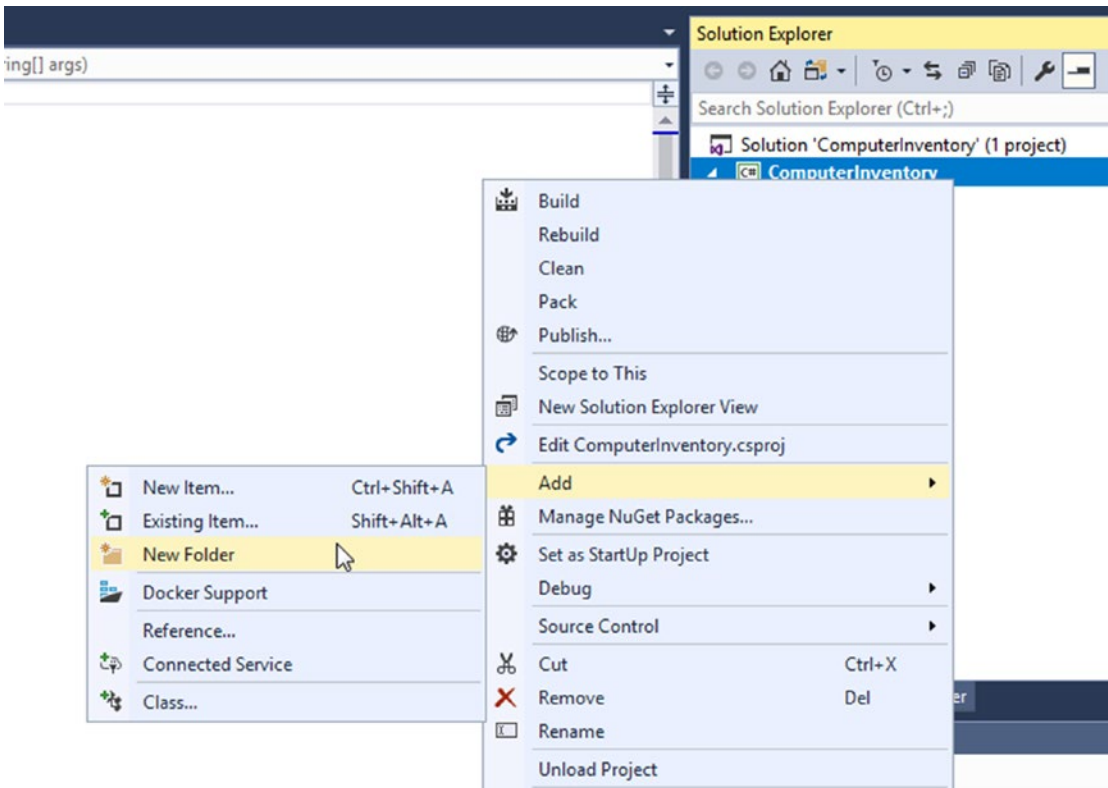 Solution Explorer
ring[] args)
Search Solution Explorer (Ctrl+;)
Solution 'ComputerInventory' (1 project)
C# ComputerInventory
Build
Rebuild
Clean
Pack
Publish...
Scope to This
New Solution Explorer View
Edit ComputerInventory.csproj
Add
Manage NuGet Packages...
Set as StartUp Project
Debug
Source Control
Cut Ctrl+X
Remove Del
Rename
Unload Project
New Item... Ctrl+Shift+A
Existing Item... Shift+Alt+A
New Folder
Docker Support
Reference...
Connected Service
Class...
er